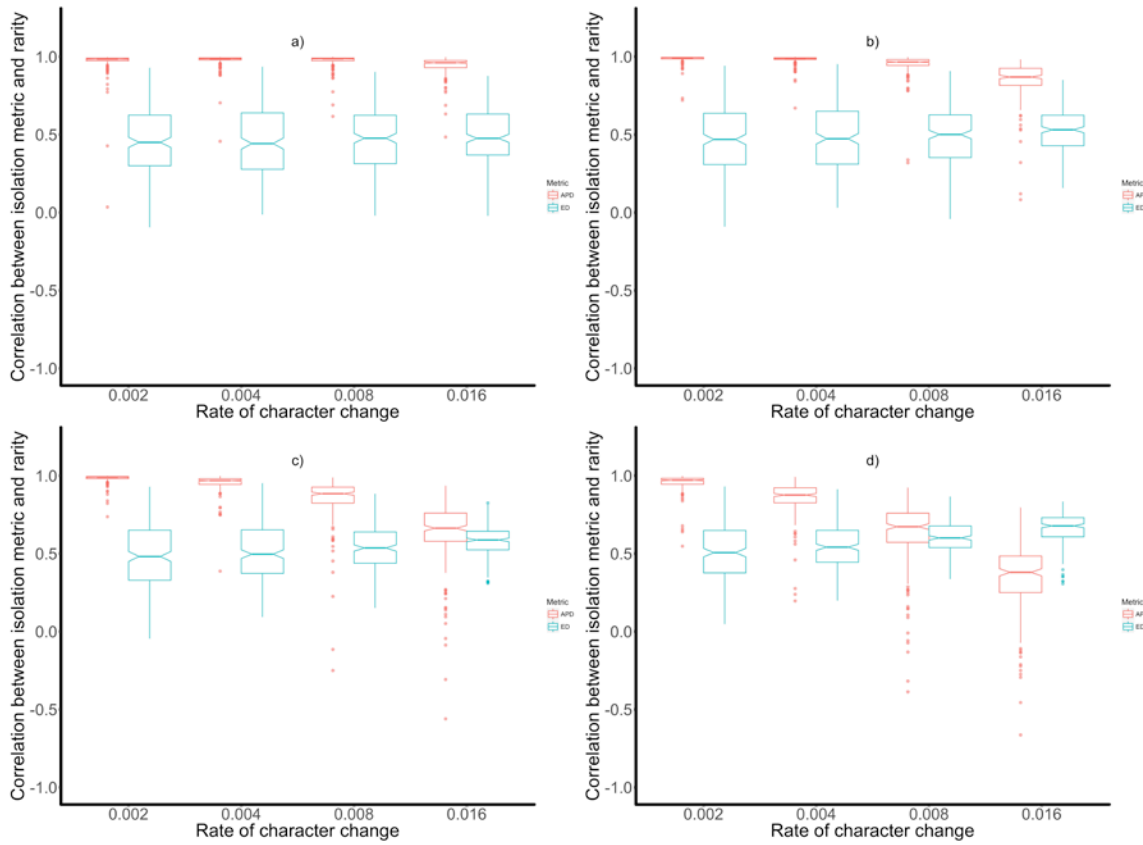 a)
Correlation between isolation metric and rarity
1.0
0.5
0.0
-0.5
-1.0
0.002 0.004 0.008 0.016
Rate of character change
Metric
APD
ED
b)
Correlation between isolation metric and rarity
1.0
0.5
0.0
-0.5
-1.0
0.002 0.004 0.008 0.016
Rate of character change
Metric
AP
ED
c)
Correlation between isolation metric and rarity
1.0
0.5
0.0
-0.5
-1.0
0.002 0.004 0.008 0.016
Rate of character change
Metric
APD
ED
d)
Correlation between isolation metric and rarity
1.0
0.5
0.0
-0.5
-1.0
0.002 0.004 0.008 0.016
Rate of character change
Metric
AP
ED